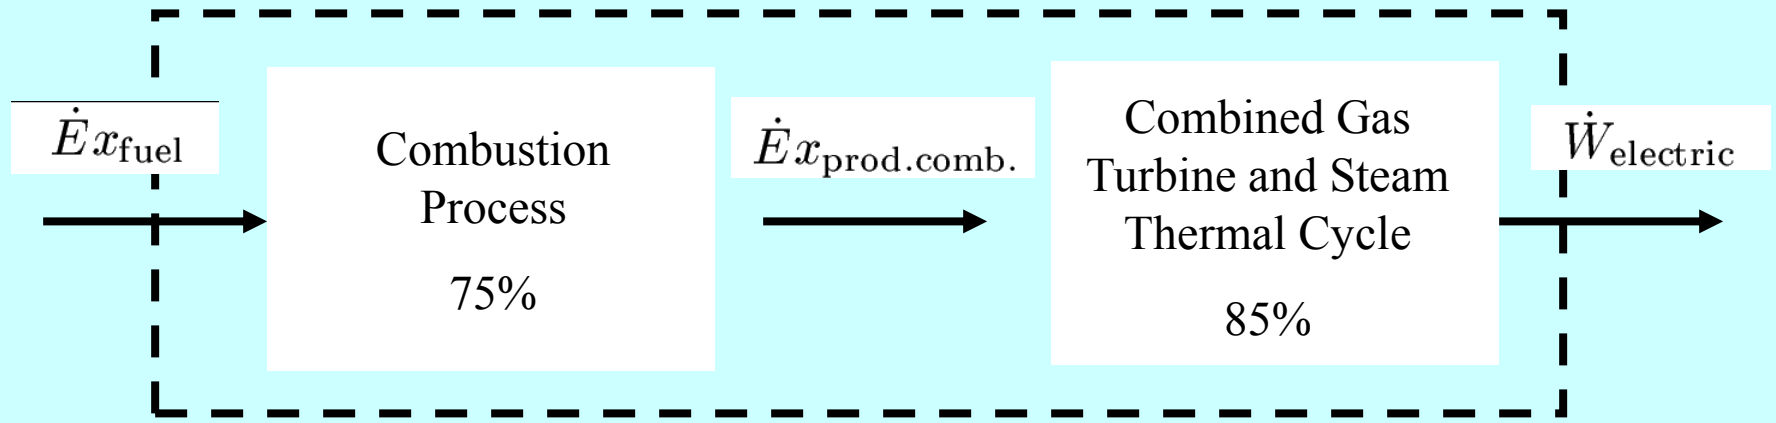 Ėx_fuel
Combustion
Process
75%
Ėx_prod.comb.
Combined Gas
Turbine and Steam
Thermal Cycle
85%
Ẇ_electric